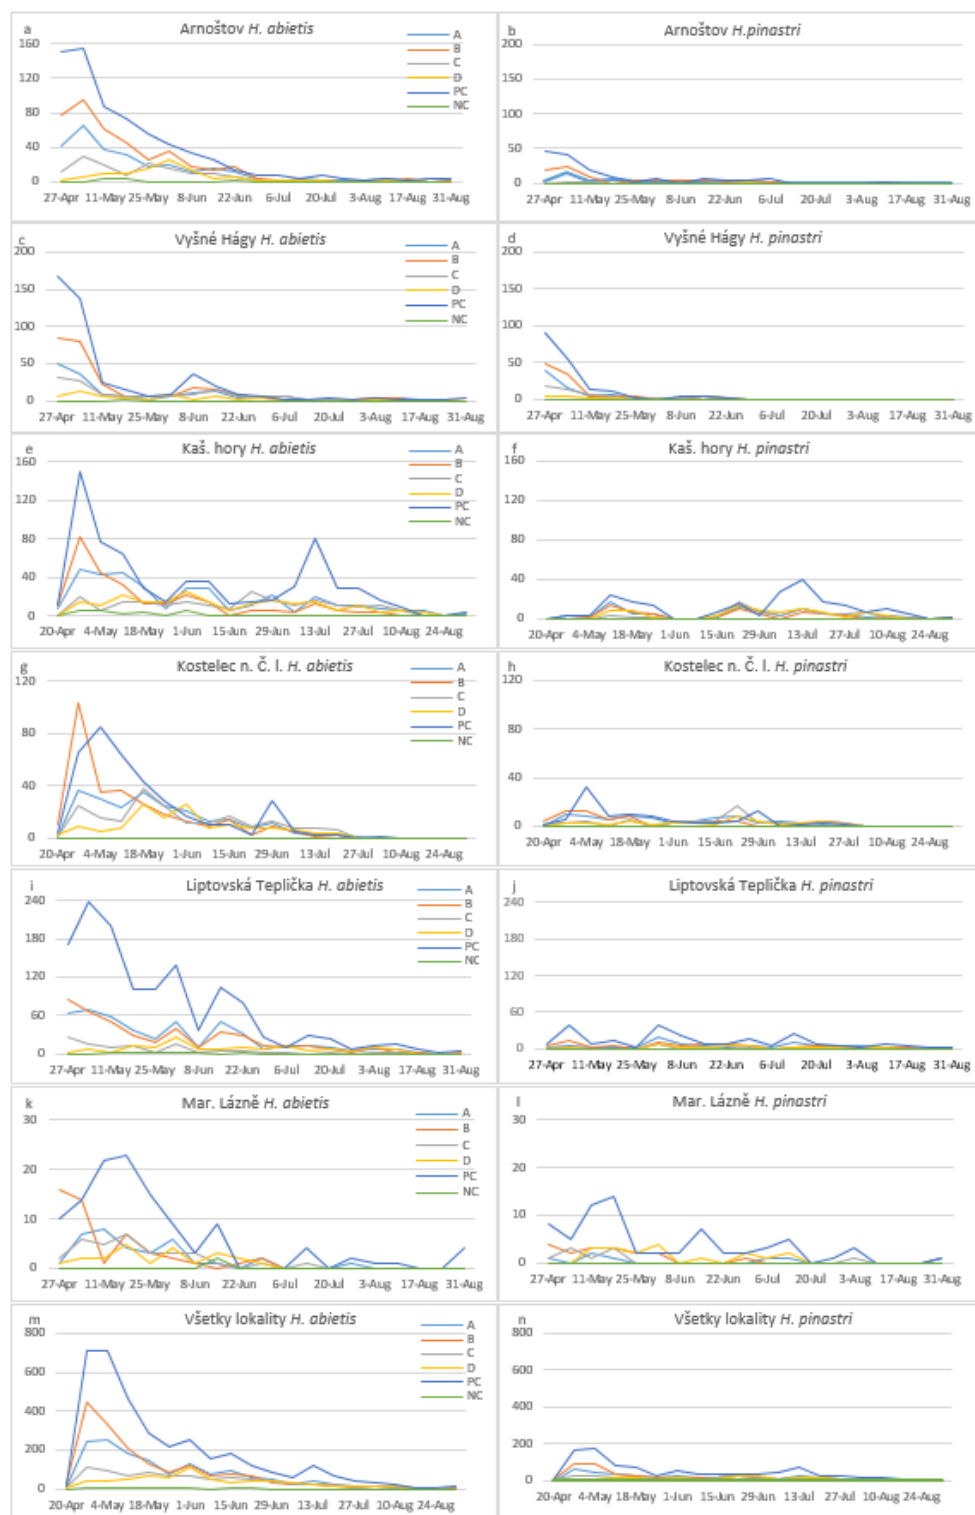 a Arnoštov H. abietis
A
B
C
D
PC
NC
160
120
80
40
0
27-Apr 11-May 25-May 8-Jun 22-Jun 6-Jul 20-Jul 3-Aug 17-Aug 31-Aug
b Arnoštov H.pinastri
200
150
100
50
0
27-Apr 11-May 25-May 8-Jun 22-Jun 6-Jul 20-Jul 3-Aug 17-Aug 31-Aug
c Vyšné Hágy H. abietis
A
B
C
D
PC
NC
200
150
100
50
0
27-Apr 11-May 25-May 8-Jun 22-Jun 6-Jul 20-Jul 3-Aug 17-Aug 31-Aug
d Vyšné Hágy H. pinastri
200
150
100
50
0
27-Apr 11-May 25-May 8-Jun 22-Jun 6-Jul 20-Jul 3-Aug 17-Aug 31-Aug
e Kaš. hory H. abietis
A
B
C
D
PC
NC
160
120
80
40
0
20-Apr 4-May 18-May 1-Jun 15-Jun 29-Jun 13-Jul 27-Jul 10-Aug 24-Aug
f Kaš. hory H. pinastri
160
120
80
40
0
20-Apr 4-May 18-May 1-Jun 15-Jun 29-Jun 13-Jul 27-Jul 10-Aug 24-Aug
g Kostelec n. Č. l. H. abietis
A
B
C
D
PC
NC
120
80
40
0
20-Apr 4-May 18-May 1-Jun 15-Jun 29-Jun 13-Jul 27-Jul 10-Aug 24-Aug
h Kostelec n. Č. l. H. pinastri
120
80
40
0
20-Apr 4-May 18-May 1-Jun 15-Jun 29-Jun 13-Jul 27-Jul 10-Aug 24-Aug
i Liptovská Teplička H. abietis
A
B
C
D
PC
NC
240
180
120
60
0
27-Apr 11-May 25-May 8-Jun 22-Jun 6-Jul 20-Jul 3-Aug 17-Aug 31-Aug
j Liptovská Teplička H. pinastri
240
180
120
60
0
27-Apr 11-May 25-May 8-Jun 22-Jun 6-Jul 20-Jul 3-Aug 17-Aug 31-Aug
k Mar. Lázně H. abietis
A
B
C
D
PC
NC
30
20
10
0
27-Apr 11-May 25-May 8-Jun 22-Jun 6-Jul 20-Jul 3-Aug 17-Aug 31-Aug
l Mar. Lázně H. pinastri
30
20
10
0
27-Apr 11-May 25-May 8-Jun 22-Jun 6-Jul 20-Jul 3-Aug 17-Aug 31-Aug
m Všetky lokality H. abietis
A
B
C
D
PC
NC
800
600
400
200
0
20-Apr 4-May 18-May 1-Jun 15-Jun 29-Jun 13-Jul 27-Jul 10-Aug 24-Aug
n Všetky lokality H. pinastri
800
600
400
200
0
20-Apr 4-May 18-May 1-Jun 15-Jun 29-Jun 13-Jul 27-Jul 10-Aug 24-Aug